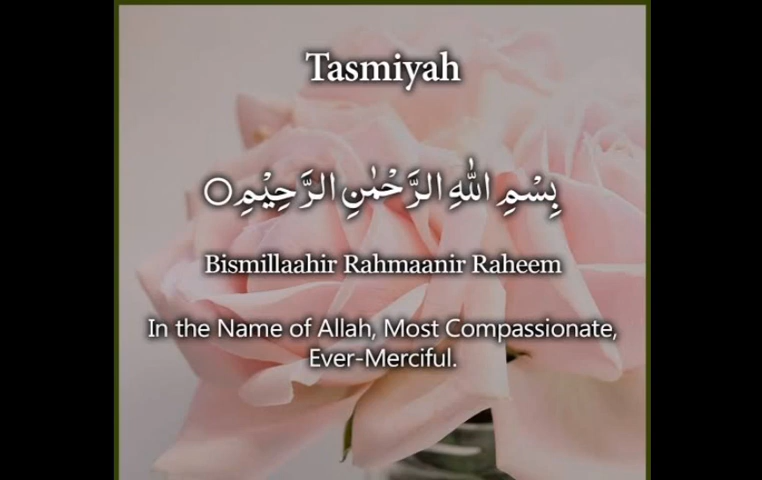 Tasmiyah
بِسْمِ اللّٰهِ الرَّحْمٰنِ الرَّحِيْمِ○
Bismillaahir Rahmaanir Raheem
In the Name of Allah, Most Compassionate,
Ever-Merciful.